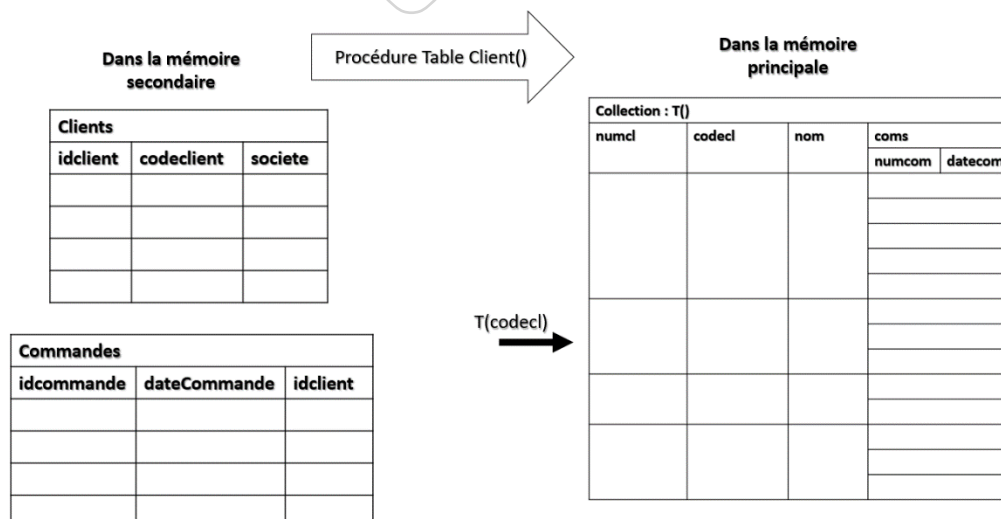 Dans la mémoire
secondaire
Procédure Table Client()
Dans la mémoire
principale
Clients
idclient codeclient societe
Commandes
idcommande dateCommande idclient
T(codecl)
Collection : T()
numcl codecl nom coms
numcom datecom